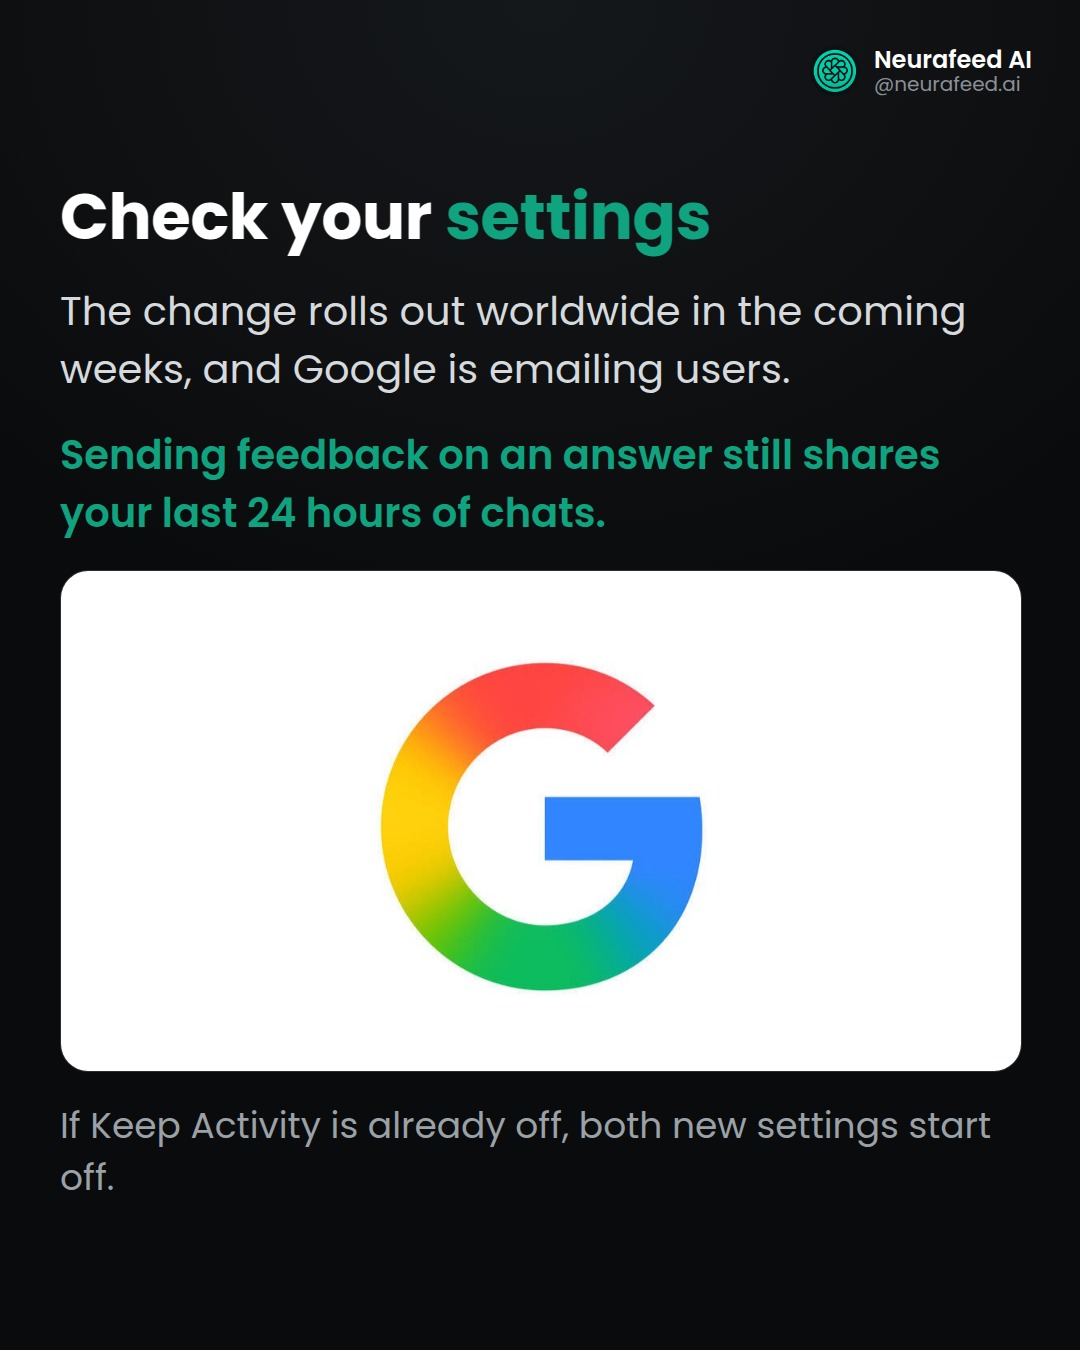 Neurafeed AI
@neurafeed.ai
Check your settings
The change rolls out worldwide in the coming
weeks, and Google is emailing users.
Sending feedback on an answer still shares
your last 24 hours of chats.
If Keep Activity is already off, both new settings start
off.